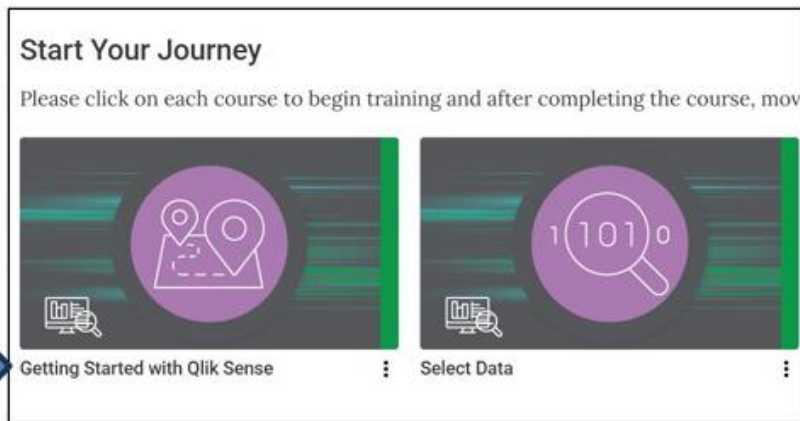 Start Your Journey
Please click on each course to begin training and after completing the course, mov
1 101 0
Getting Started with Qlik Sense
Select Data